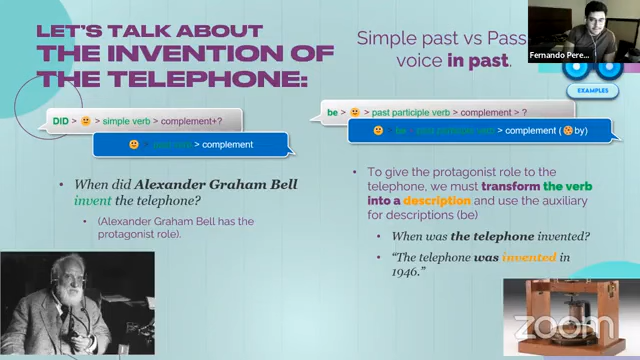 LET'S TALK ABOUT
THE INVENTION OF
THE TELEPHONE:
Simple past vs Pass
voice in past.
Fernando Pere...
EXAMPLES
DID > 🙂 > simple verb > complement+?
🙂 > > complement
be > 🙂 > past participle verb > complement > ?
🙂 > be > past participle verb > complement (🍪by)
• When did Alexander Graham Bell
invent the telephone?
• (Alexander Graham Bell has the
protagonist role).
• To give the protagonist role to the
telephone, we must transform the verb
into a description and use the auxiliary
for descriptions (be)
• When was the telephone invented?
• “The telephone was invented in
1946.”
zoom